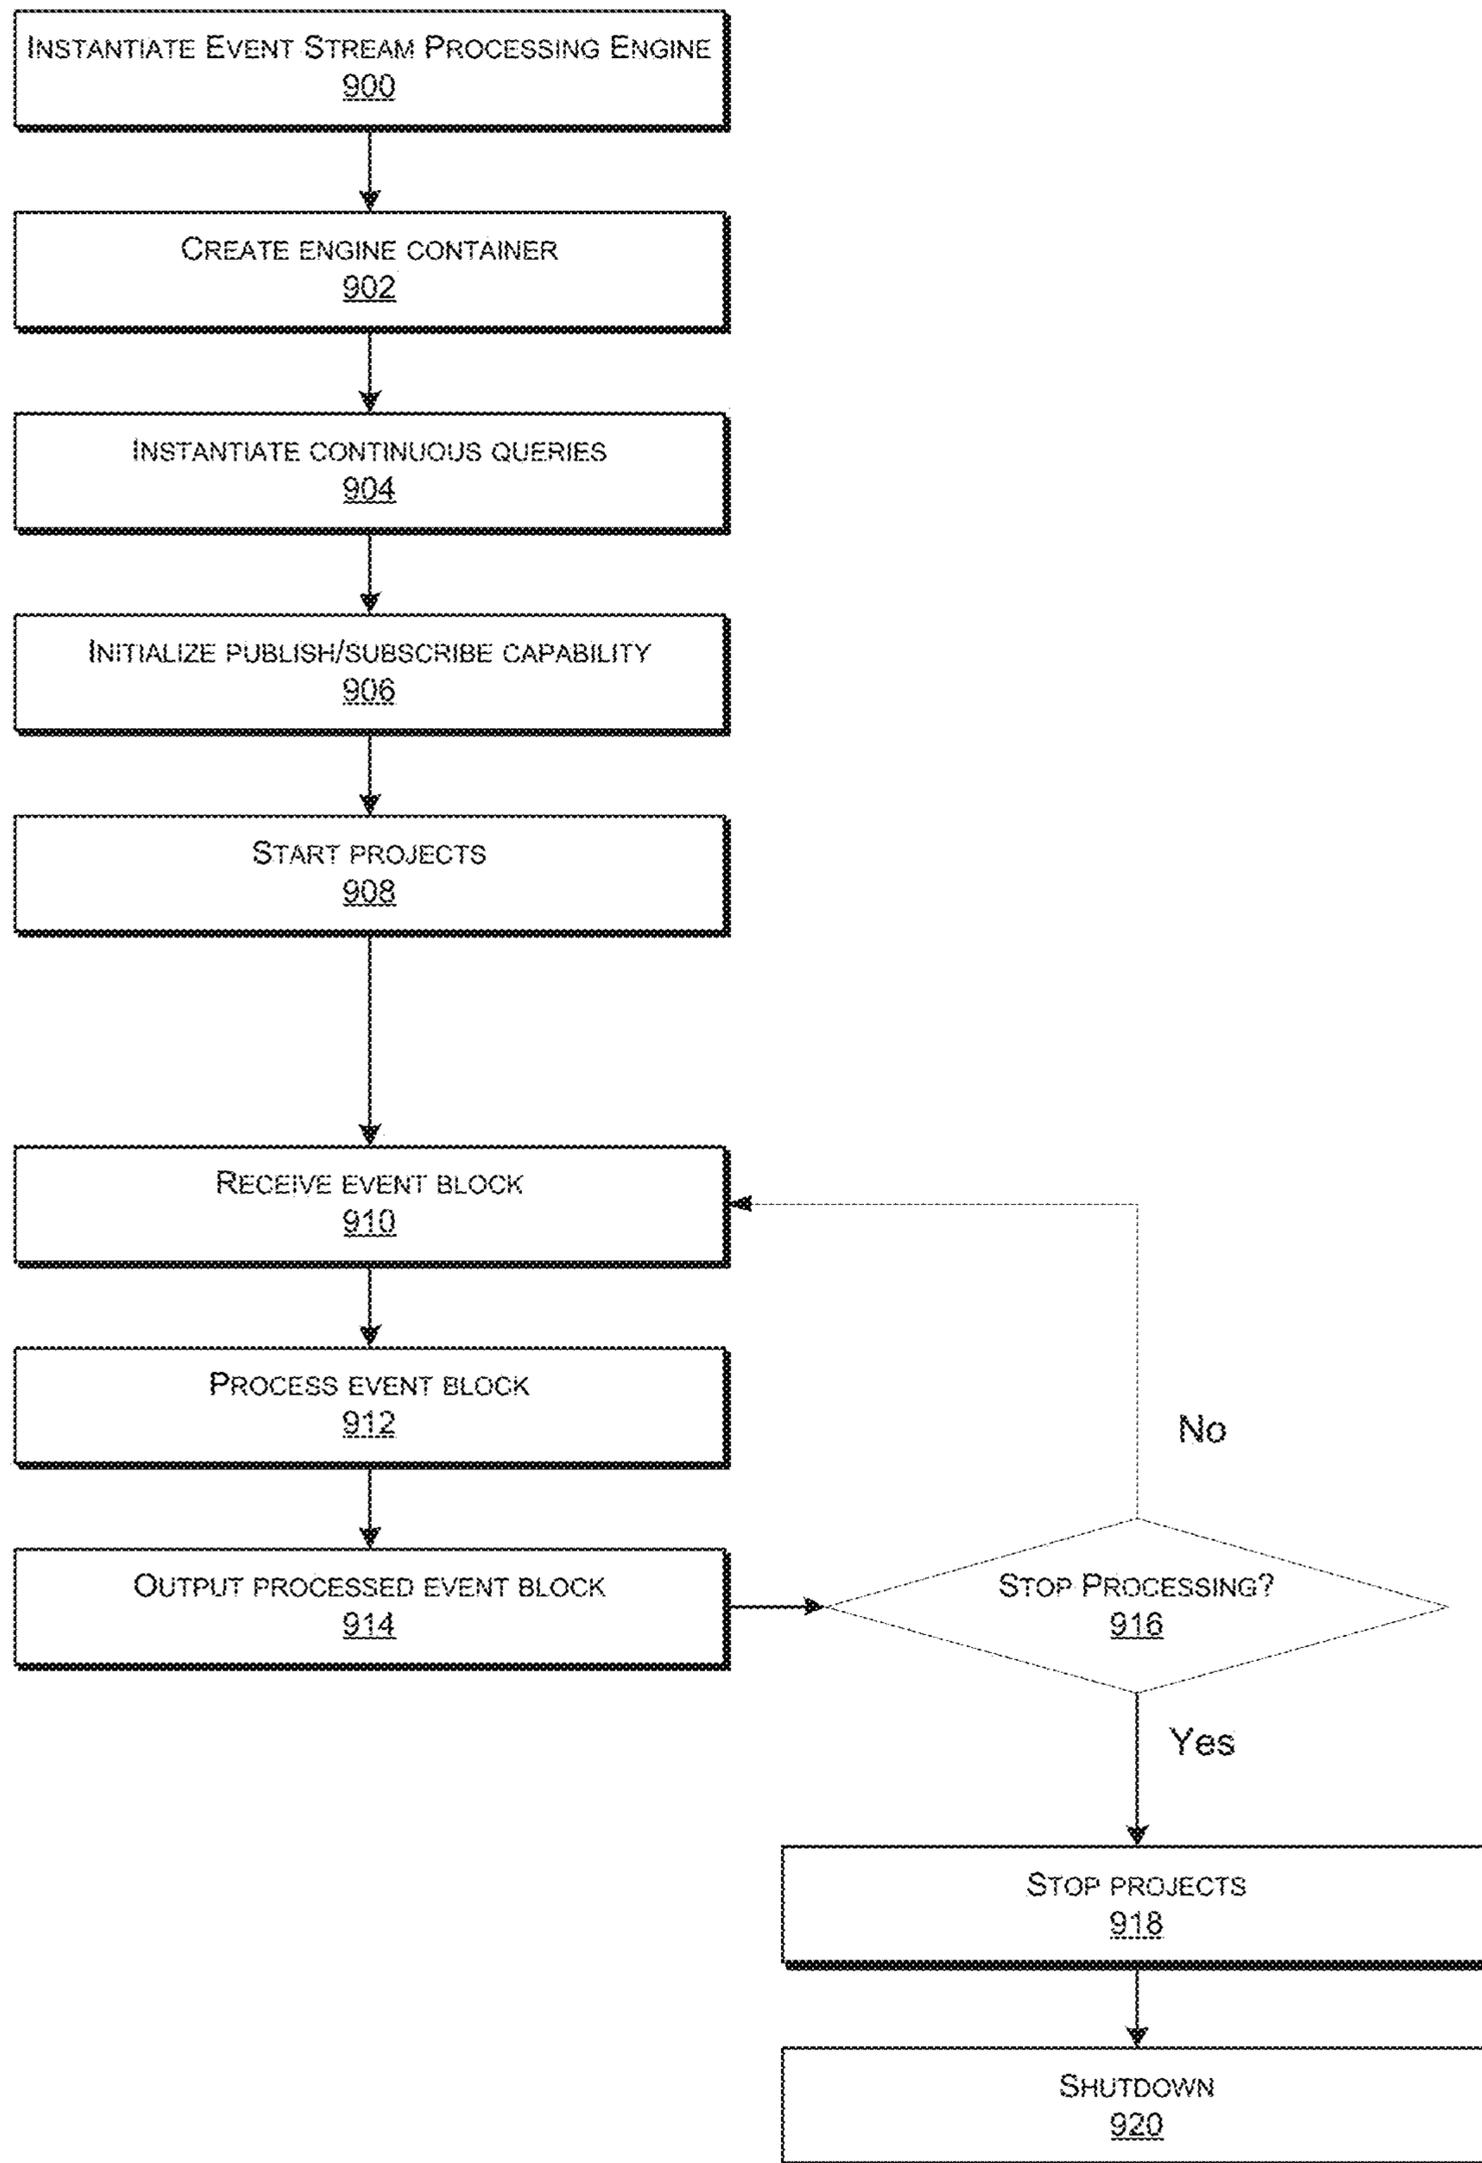 INSTANTIATE EVENT STREAM PROCESSING ENGINE
900
CREATE ENGINE CONTAINER
902
INSTANTIATE CONTINUOUS QUERIES
904
INITIALIZE PUBLISH/SUBSCRIBE CAPABILITY
906
START PROJECTS
908
RECEIVE EVENT BLOCK
910
PROCESS EVENT BLOCK
912
No
OUTPUT PROCESSED EVENT BLOCK
914
STOP PROCESSING?
916
Yes
STOP PROJECTS
918
SHUTDOWN
920